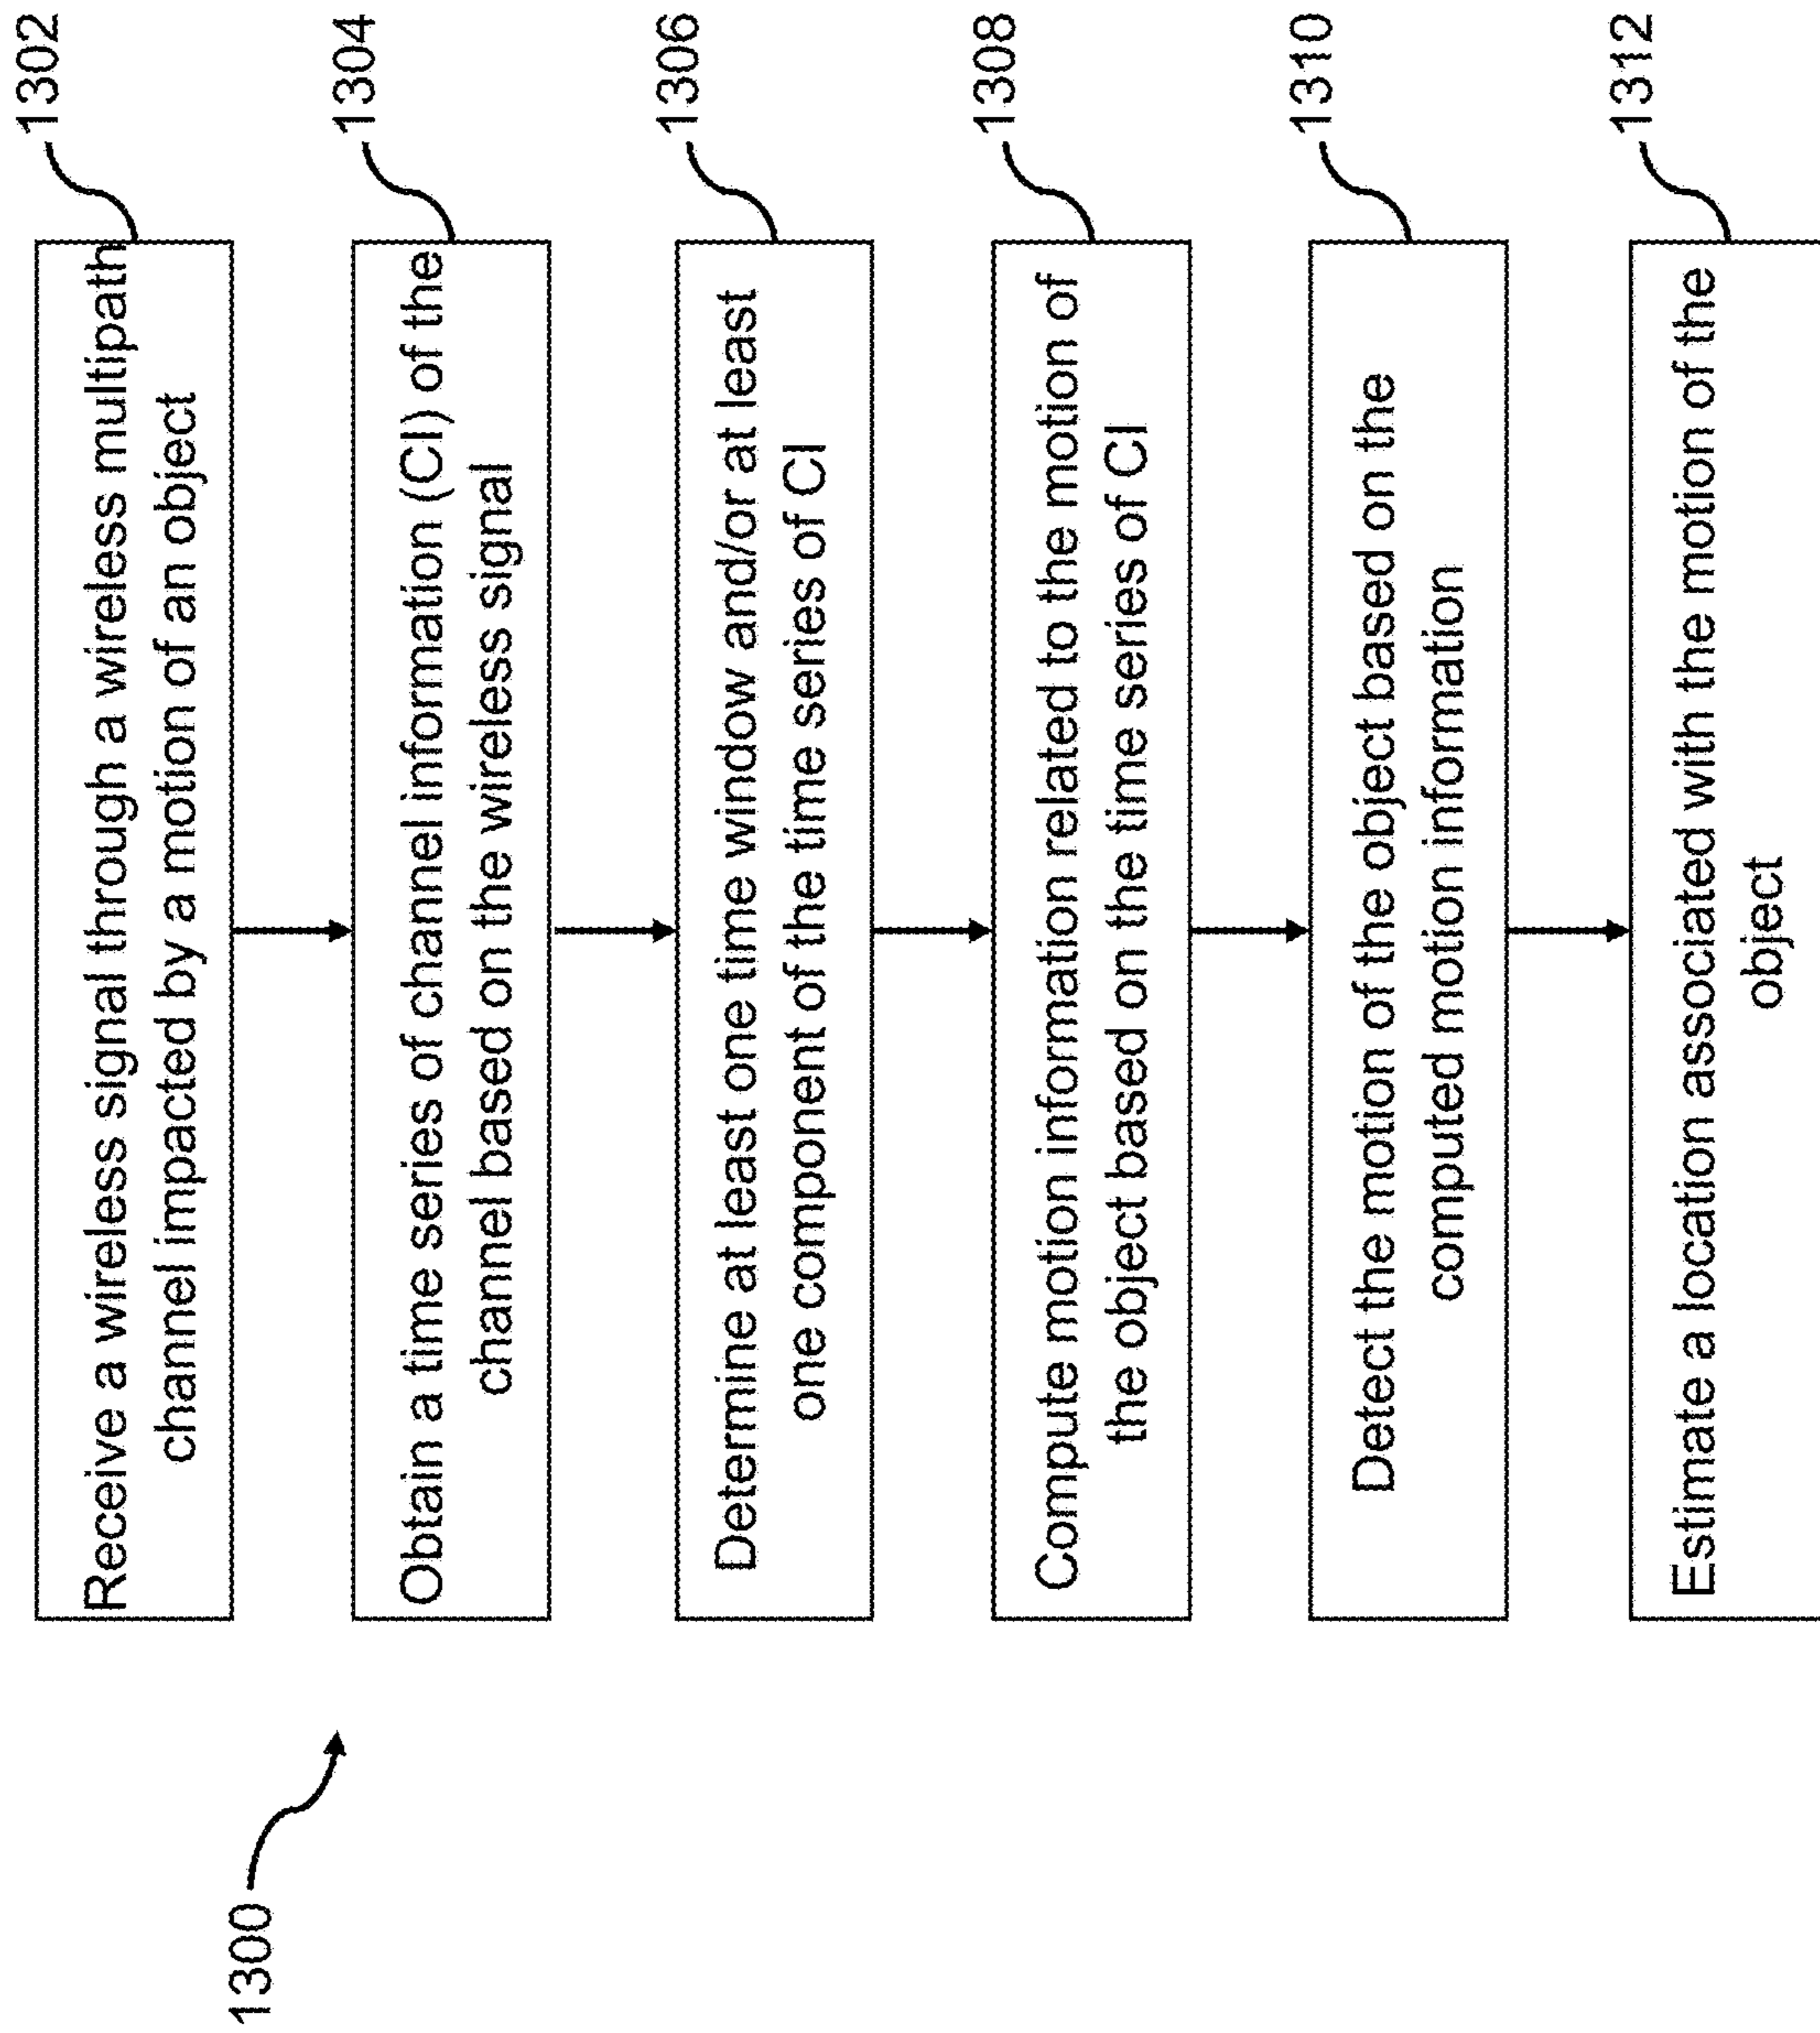 1300
Receive a wireless signal through a wireless multipath
channel impacted by a motion of an object
1302
Obtain a time series of channel information (CI) of the
channel based on the wireless signal
1304
Determine at least one time window and/or at least
one component of the time series of CI
1306
Compute motion information related to the motion of
the object based on the time series of CI
1308
Detect the motion of the object based on the
computed motion information
1310
Estimate a location associated with the motion of the
object
1312